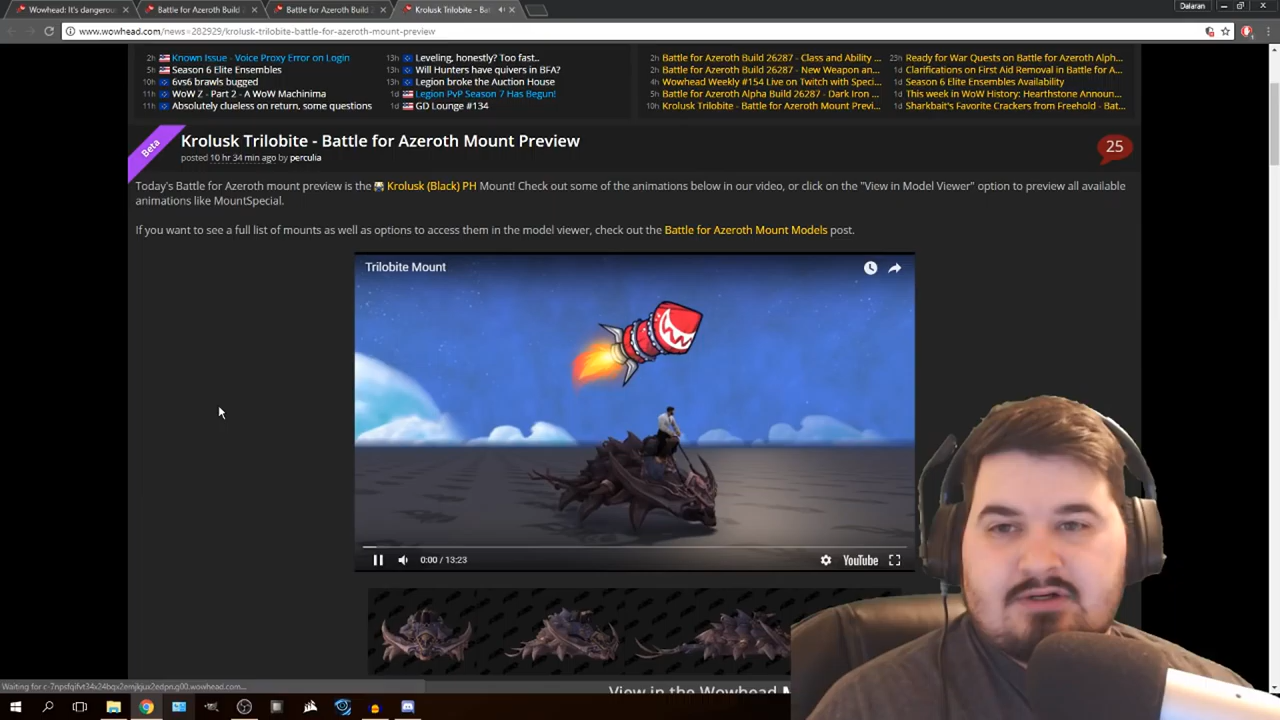 Wowhead: It's dangerou
Battle for Azeroth Build
Battle for Azeroth Build
Krolusk Trilobite - Bat
Dalaran
www.wowhead.com/news=282929/krolusk-trilobite-battle-for-azeroth-mount-preview
2h Known Issue - Voice Proxy Error on Login
5h Season 6 Elite Ensembles
10h 6vs6 brawls bugged
11h WoW Z - Part 2 - A WoW Machinima
11h Absolutely clueless on return, some questions
13h Leveling, honestly? Too fast..
13h Will Hunters have quivers in BFA?
13h Legion broke the Auction House
1d Legion PvP Season 7 Has Begun!
1d GD Lounge #134
2h Battle for Azeroth Build 26287 - Class and Ability ...
2h Battle for Azeroth Build 26287 - New Weapon an...
4h Wowhead Weekly #154 Live on Twitch with Speci...
5h Battle for Azeroth Alpha Build 26287 - Dark Iron ...
10h Krolusk Trilobite - Battle for Azeroth Mount Previ...
23h Ready for War Quests on Battle for Azeroth Alph...
1d Clarifications on First Aid Removal in Battle for A...
1d Season 6 Elite Ensembles Availability
1d This week in WoW History: Hearthstone Announ...
1d Sharkbait's Favorite Crackers from Freehold - Bat...
Beta
Krolusk Trilobite - Battle for Azeroth Mount Preview
25
posted 10 hr 34 min ago by perculia
Today's Battle for Azeroth mount preview is the Krolusk (Black) PH Mount! Check out some of the animations below in our video, or click on the "View in Model Viewer" option to preview all available
animations like MountSpecial.
If you want to see a full list of mounts as well as options to access them in the model viewer, check out the Battle for Azeroth Mount Models post.
Trilobite Mount
0:00 / 13:23
YouTube
View in the Wowhead